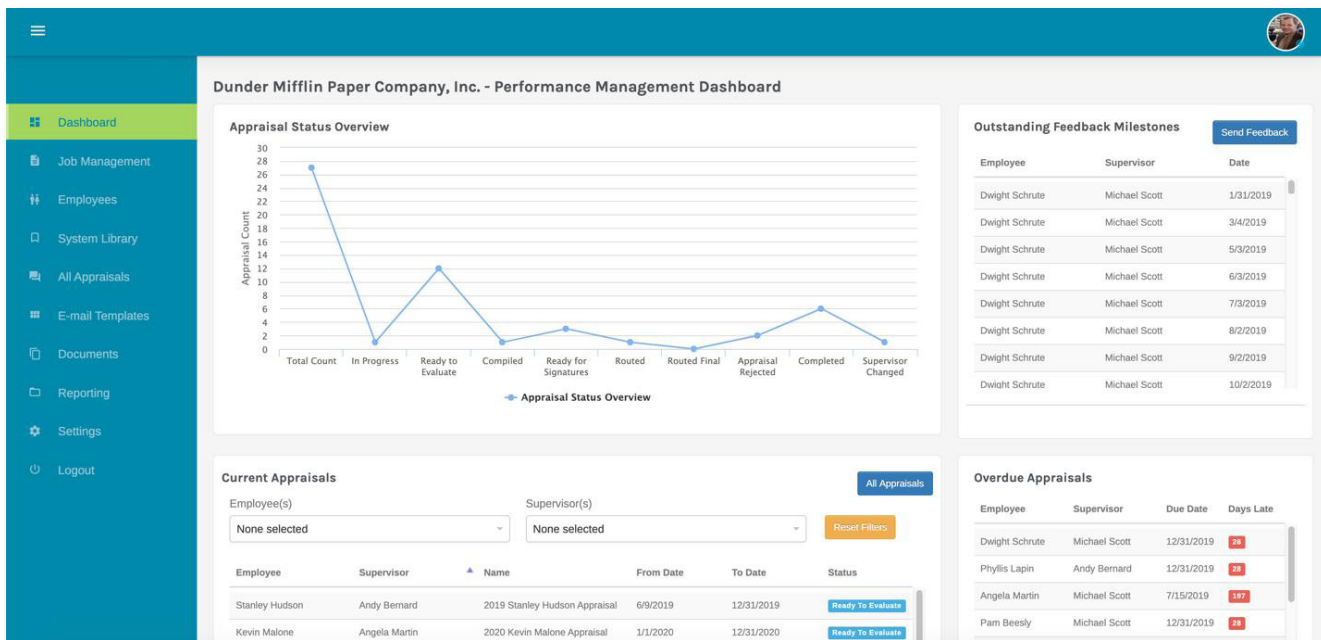 Dunder Mifflin Paper Company, Inc. - Performance Management Dashboard
Dashboard
Job Management
Employees
System Library
All Appraisals
E-mail Templates
Documents
Reporting
Settings
Logout
Appraisal Status Overview
Appraisal Count
30
28
26
24
22
20
18
16
14
12
10
8
6
4
2
0
Total Count In Progress Ready to Evaluate Compiled Ready for Signatures Routed Routed Final Appraisal Rejected Completed Supervisor Changed
Appraisal Status Overview
Outstanding Feedback Milestones Send Feedback
Employee Supervisor Date
Dwight Schrute Michael Scott 1/31/2019
Dwight Schrute Michael Scott 3/4/2019
Dwight Schrute Michael Scott 5/3/2019
Dwight Schrute Michael Scott 6/3/2019
Dwight Schrute Michael Scott 7/3/2019
Dwight Schrute Michael Scott 8/2/2019
Dwight Schrute Michael Scott 9/2/2019
Dwight Schrute Michael Scott 10/2/2019
Current Appraisals All Appraisals
Employee(s) Supervisor(s)
None selected None selected Reset Filters
Employee Supervisor Name From Date To Date Status
Stanley Hudson Andy Bernard 2019 Stanley Hudson Appraisal 6/9/2019 12/31/2019 Ready To Evaluate
Kevin Malone Angela Martin 2020 Kevin Malone Appraisal 1/1/2020 12/31/2020 Ready To Evaluate
Overdue Appraisals
Employee Supervisor Due Date Days Late
Dwight Schrute Michael Scott 12/31/2019 28
Phyllis Lapin Andy Bernard 12/31/2019 28
Angela Martin Michael Scott 7/15/2019 197
Pam Beesly Michael Scott 12/31/2019 28